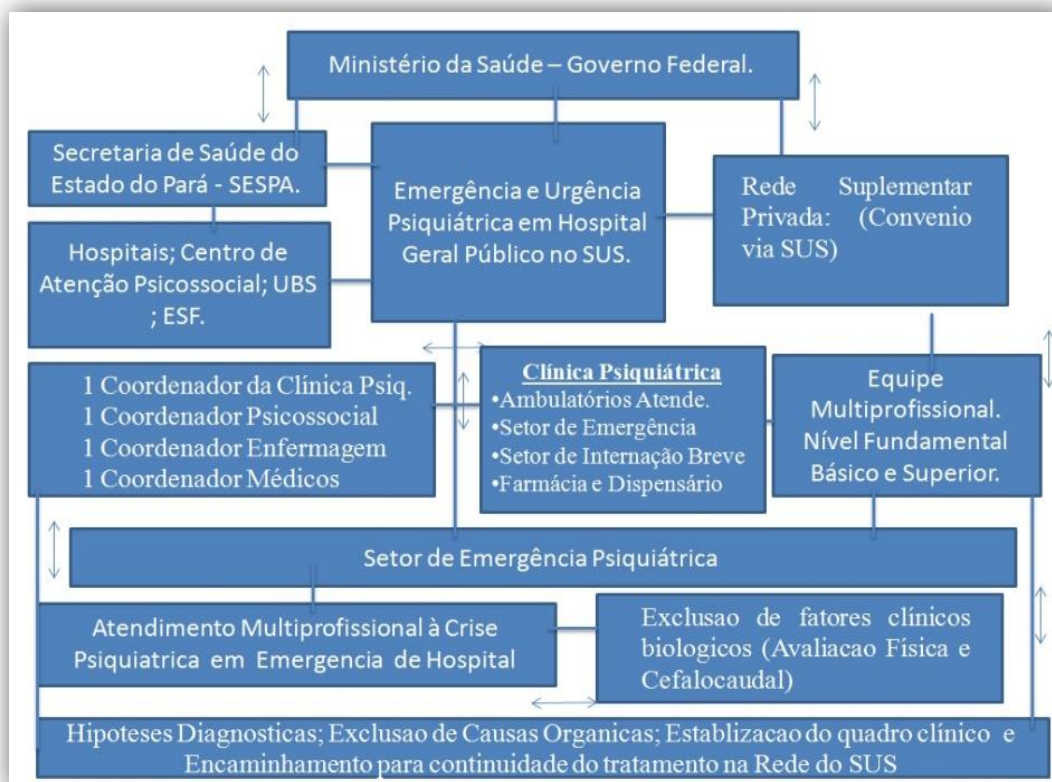 Ministério da Saúde – Governo Federal.
Secretaria de Saúde do
Estado do Pará - SESPA.
Emergência e Urgência
Psiquiátrica em Hospital
Geral Público no SUS.
Rede Suplementar
Privada: (Convenio
via SUS)
Hospitais; Centro de
Atenção Psicossocial; UBS
; ESF.
1 Coordenador da Clínica Psiq.
1 Coordenador Psicossocial
1 Coordenador Enfermagem
1 Coordenador Médicos
Clínica Psiquiátrica
•Ambulatórios Atende.
•Setor de Emergência
•Setor de Internação Breve
•Farmácia e Dispensário
Equipe
Multiprofissional.
Nível Fundamental
Básico e Superior.
Setor de Emergência Psiquiátrica
Atendimento Multiprofissional à Crise
Psiquiatrica em Emergencia de Hospital
Exclusao de fatores clínicos
biologicos (Avaliacao Física e
Cefalocaudal)
Hipoteses Diagnosticas; Exclusao de Causas Organicas; Establizacao do quadro clínico e
Encaminhamento para continuidade do tratamento na Rede do SUS